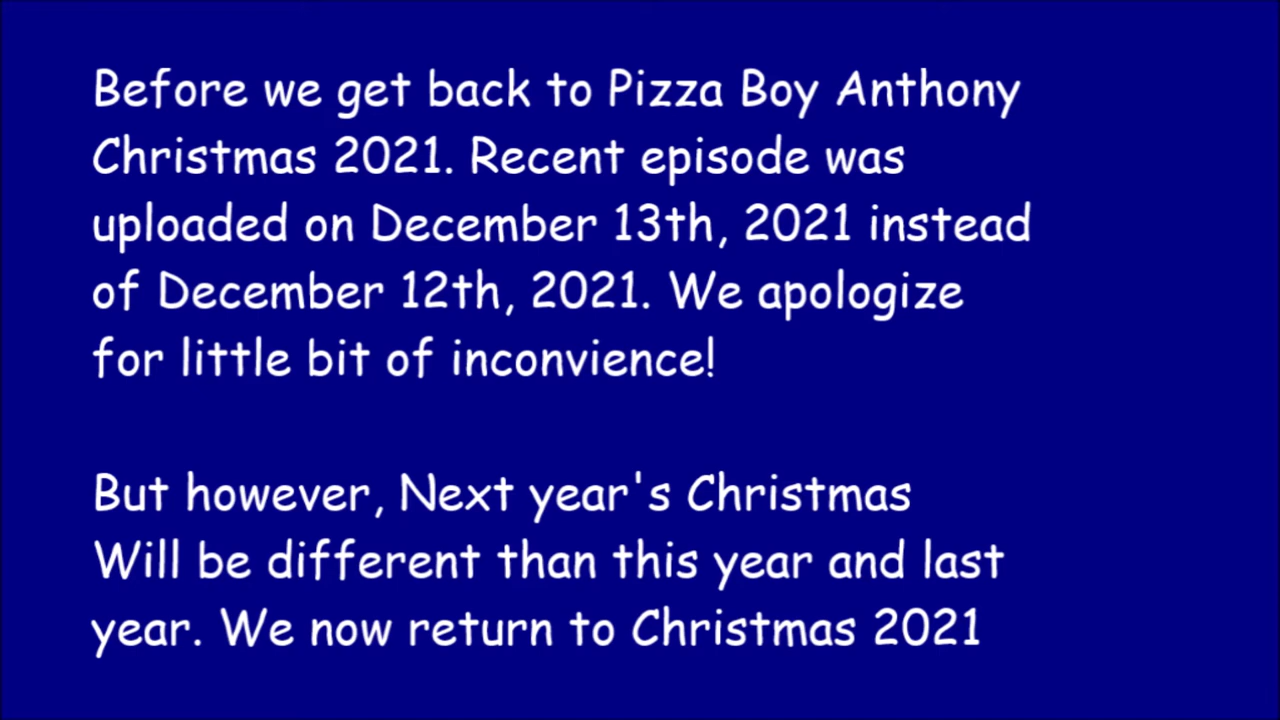 Before we get back to Pizza Boy Anthony
Christmas 2021. Recent episode was
uploaded on December 13th, 2021 instead
of December 12th, 2021. We apologize
for little bit of inconvience!
But however, Next year's Christmas
Will be different than this year and last
year. We now return to Christmas 2021